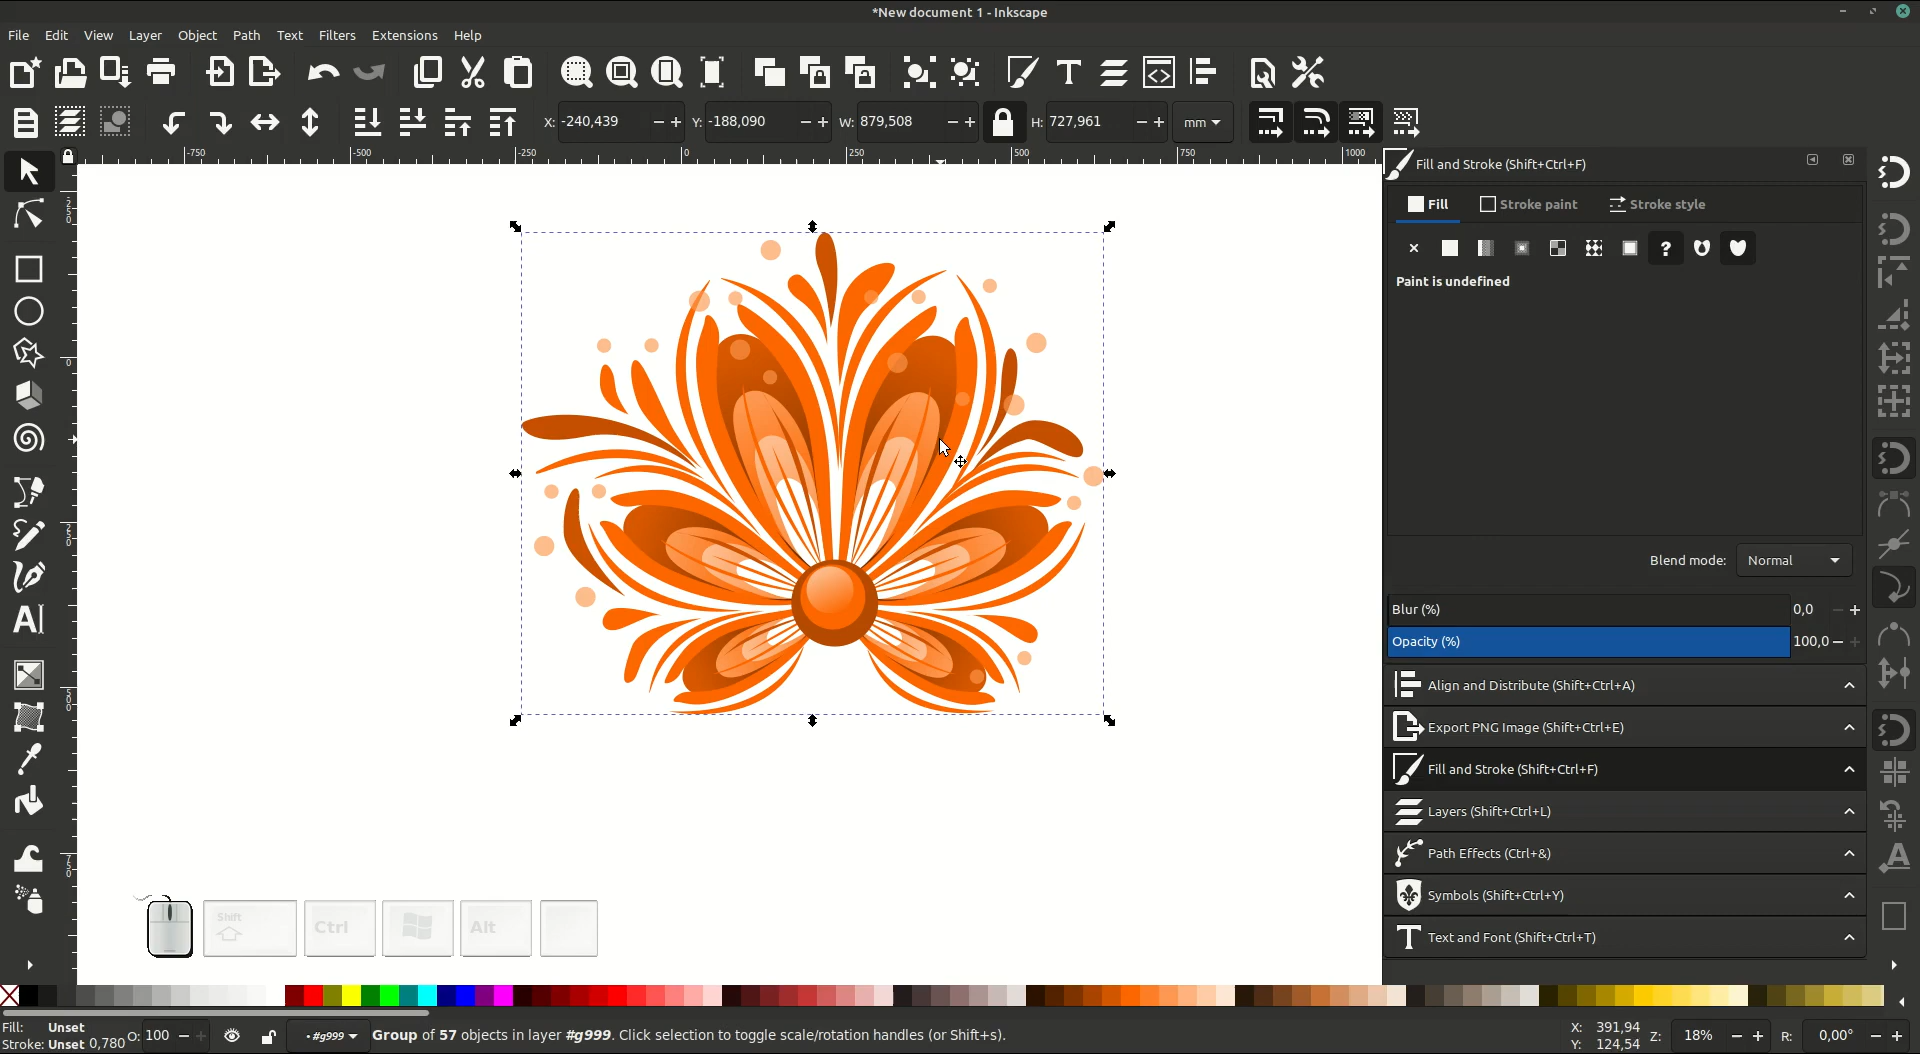 *New document 1 - Inkscape
File Edit View Layer Object Path Text Filters Extensions Help
X: -240,439 Y: -188,090 W: 879,508 H: 727,961 mm
-750 -500 -250 0 250 500 750 1000
Fill and Stroke (Shift+Ctrl+F)
Fill Stroke paint Stroke style
Paint is undefined
Blend mode: Normal
Blur (%) 0,0
Opacity (%) 100,0
Align and Distribute (Shift+Ctrl+A)
Export PNG Image (Shift+Ctrl+E)
Fill and Stroke (Shift+Ctrl+F)
Layers (Shift+Ctrl+L)
Path Effects (Ctrl+&)
Symbols (Shift+Ctrl+Y)
Text and Font (Shift+Ctrl+T)
-250
0
250
500
750
Shift Ctrl Alt
Fill: Unset
Stroke: Unset 0,780 O: 100 • #g999 Group of 57 objects in layer #g999. Click selection to toggle scale/rotation handles (or Shift+s).
X: 391,94
Y: 124,54
Z: 18% R: 0,00°